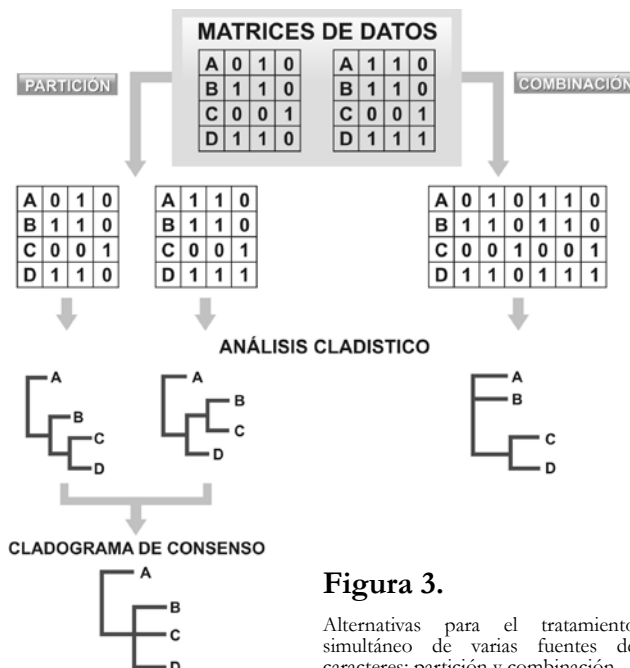 MATRICES DE DATOS
PARTICIÓN
COMBINACIÓN
A 0 1 0
B 1 1 0
C 0 0 1
D 1 1 0
A 1 1 0
B 1 1 0
C 0 0 1
D 1 1 1
A 0 1 0
B 1 1 0
C 0 0 1
D 1 1 0
A 1 1 0
B 1 1 0
C 0 0 1
D 1 1 1
A 0 1 0 1 1 0
B 1 1 0 1 1 0
C 0 0 1 0 0 1
D 1 1 0 1 1 1
ANÁLISIS CLADISTICO
A
B
C
D
A
B
C
D
A
B
C
D
CLADOGRAMA DE CONSENSO
A
B
C
D
Figura 3.
Alternativas para el tratamiento
simultáneo de varias fuentes de
caracteres: partición y combinación